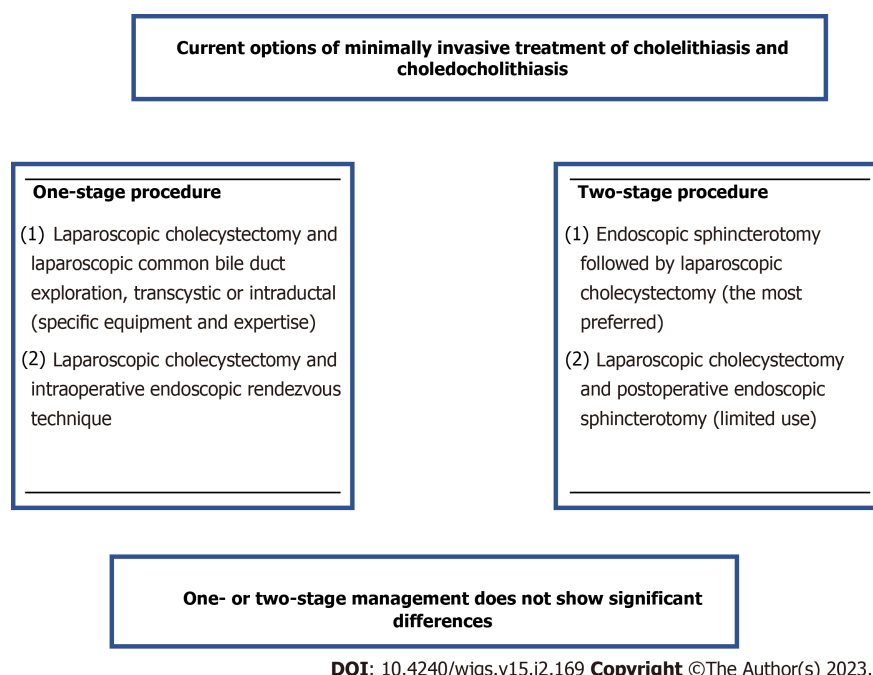 Current options of minimally invasive treatment of cholelithiasis and
choledocholithiasis
One-stage procedure
(1) Laparoscopic cholecystectomy and
laparoscopic common bile duct
exploration, transcystic or intraductal
(specific equipment and expertise)
(2) Laparoscopic cholecystectomy and
intraoperative endoscopic rendezvous
technique
Two-stage procedure
(1) Endoscopic sphincterotomy
followed by laparoscopic
cholecystectomy (the most
preferred)
(2) Laparoscopic cholecystectomy
and postoperative endoscopic
sphincterotomy (limited use)
One- or two-stage management does not show significant
differences
DOI: 10.4240/wjgs.v15.i2.169 Copyright ©The Author(s) 2023.